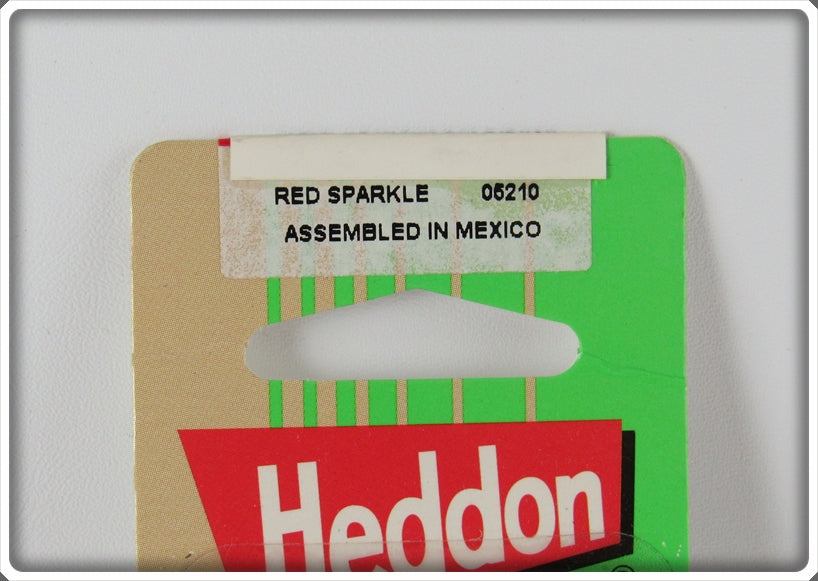 RED SPARKLE 05210
ASSEMBLED IN MEXICO
Heddon
®